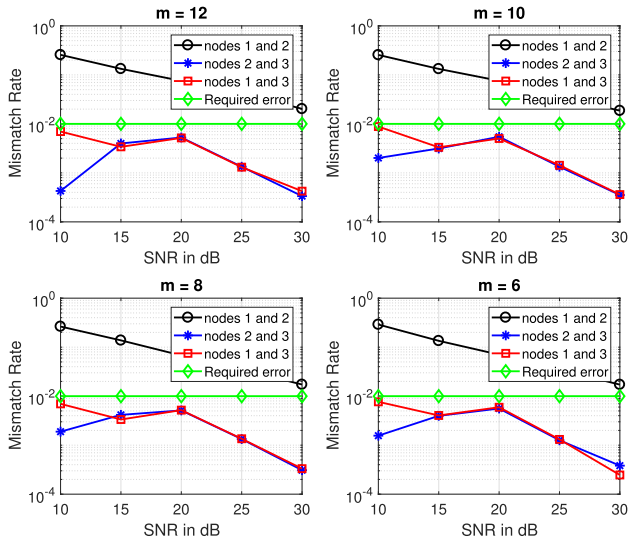 m = 12
10^0
10^-2
10^-4
Mismatch Rate
nodes 1 and 2
nodes 2 and 3
nodes 1 and 3
Required error
10 15 20 25 30
SNR in dB
m = 10
10^0
10^-2
10^-4
Mismatch Rate
nodes 1 and 2
nodes 2 and 3
nodes 1 and 3
Required error
10 15 20 25 30
SNR in dB
m = 8
10^0
10^-2
10^-4
Mismatch Rate
nodes 1 and 2
nodes 2 and 3
nodes 1 and 3
Required error
10 15 20 25 30
SNR in dB
m = 6
10^0
10^-2
10^-4
Mismatch Rate
nodes 1 and 2
nodes 2 and 3
nodes 1 and 3
Required error
10 15 20 25 30
SNR in dB